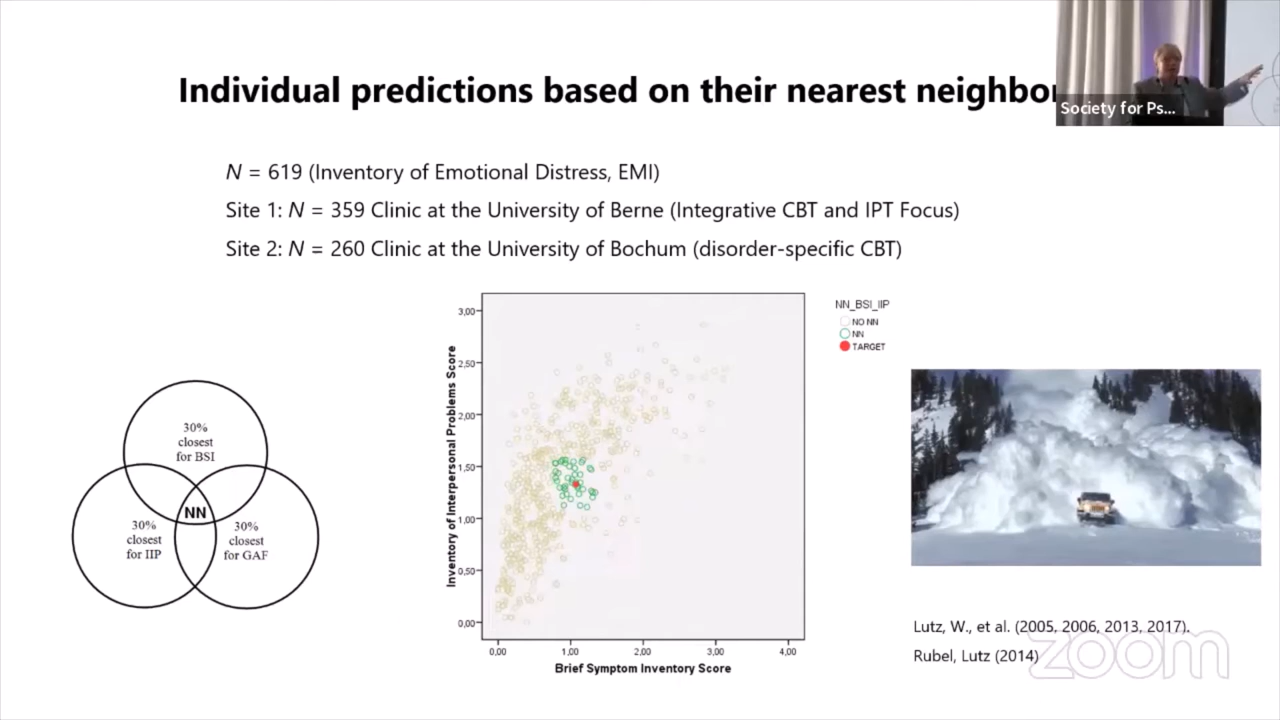 Individual predictions based on their nearest neighbor
Society for Ps...
N = 619 (Inventory of Emotional Distress, EMI)
Site 1: N = 359 Clinic at the University of Berne (Integrative CBT and IPT Focus)
Site 2: N = 260 Clinic at the University of Bochum (disorder-specific CBT)
30%
closest
for BSI
NN
30%
closest
for IIP
30%
closest
for GAF
Inventory of Interpersonal Problems Score
3,00
2,50
2,00
1,50
1,00
0,50
0,00
0,00 1,00 2,00 3,00 4,00
Brief Symptom Inventory Score
NN_BSI_IIP
NO NN
NN
TARGET
Lutz, W., et al. (2005, 2006, 2013, 2017).
Rubel, Lutz (2014)
zoom